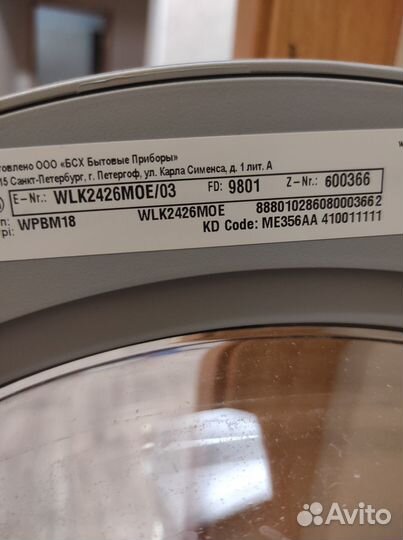 отовлено ООО «БСХ Бытовые Приборы»
15 Санкт-Петербург, г. Петергоф, ул. Карла Сименса, д. 1 лит. А
E-Nr.: WLK2426MOE/03 FD: 9801 Z-Nr.: 600366
п: WPBM18 WLK2426MOE 888010286080003662
pi: KD Code: ME356AA 410011111
Avito